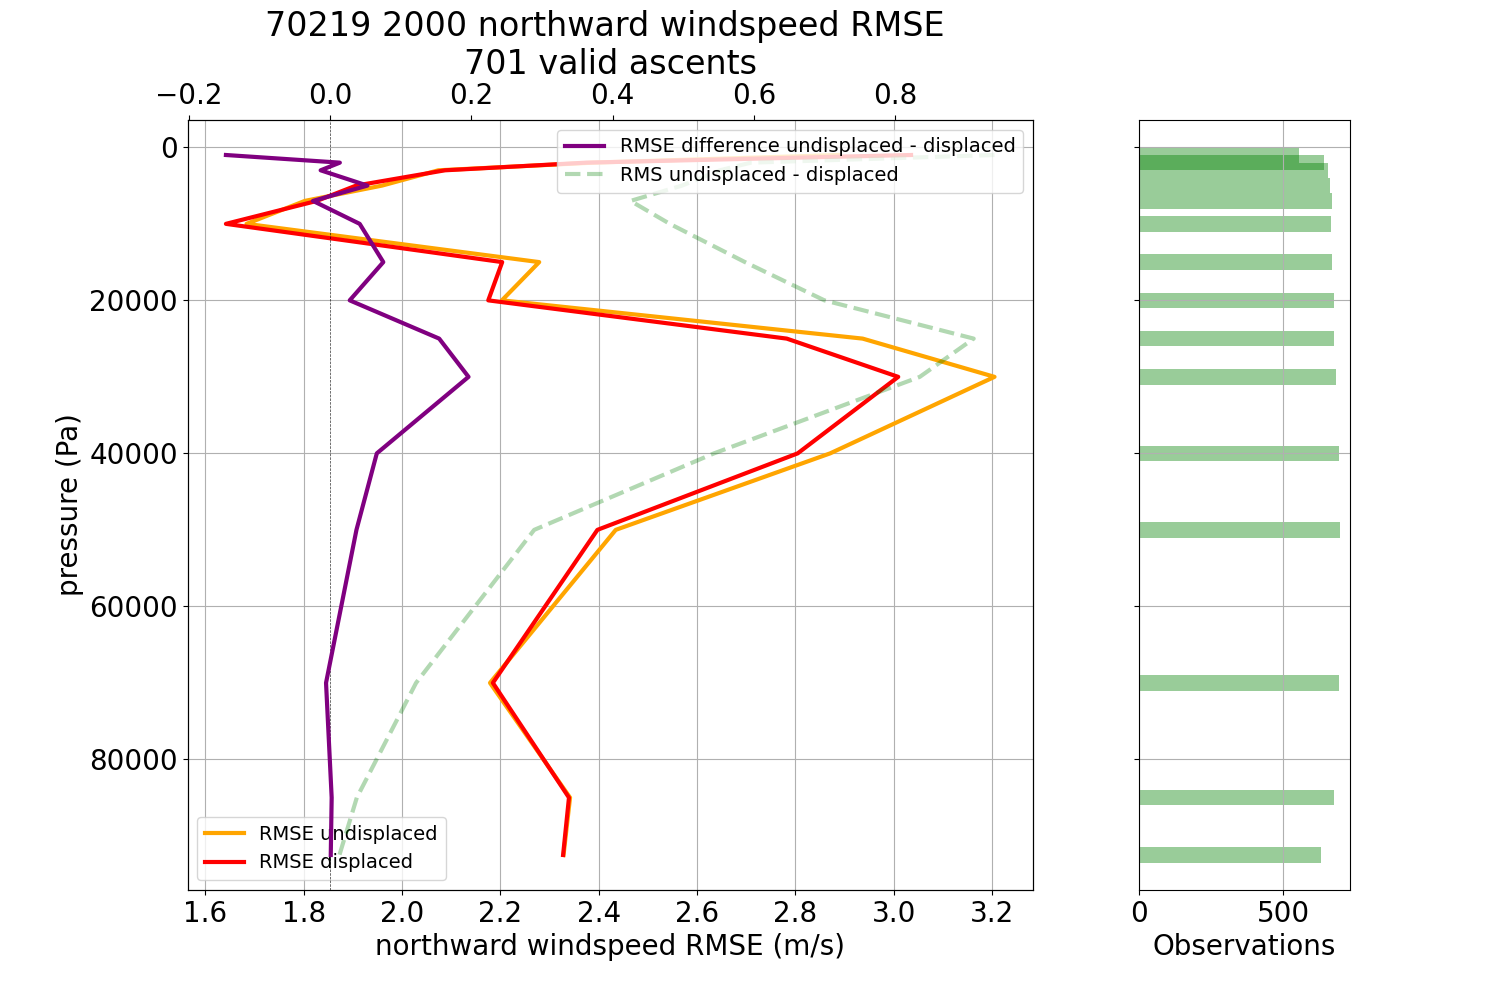 70219 2000 northward windspeed RMSE
701 valid ascents
−0.2 0.0 0.2 0.4 0.6 0.8
RMSE difference undisplaced - displaced
RMS undisplaced - displaced
0
20000
40000
60000
80000
pressure (Pa)
RMSE undisplaced
RMSE displaced
1.6 1.8 2.0 2.2 2.4 2.6 2.8 3.0 3.2
northward windspeed RMSE (m/s)
0 500
Observations